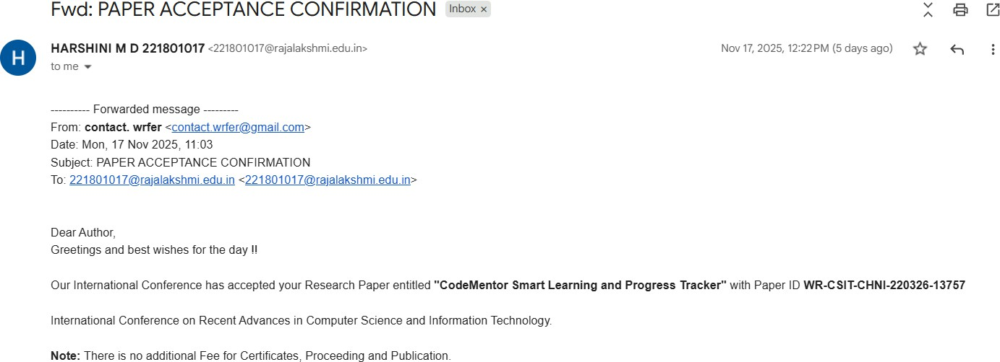 Fwd: PAPER ACCEPTANCE CONFIRMATION Inbox ×
H
HARSHINI M D 221801017 <221801017@rajalakshmi.edu.in> Nov 17, 2025, 12:22 PM (5 days ago)
to me
---------- Forwarded message ---------
From: contact. wrfer <contact.wrfer@gmail.com>
Date: Mon, 17 Nov 2025, 11:03
Subject: PAPER ACCEPTANCE CONFIRMATION
To: 221801017@rajalakshmi.edu.in <221801017@rajalakshmi.edu.in>
Dear Author,
Greetings and best wishes for the day !!
Our International Conference has accepted your Research Paper entitled "CodeMentor Smart Learning and Progress Tracker" with Paper ID WR-CSIT-CHNI-220326-13757
International Conference on Recent Advances in Computer Science and Information Technology.
Note: There is no additional Fee for Certificates, Proceeding and Publication.